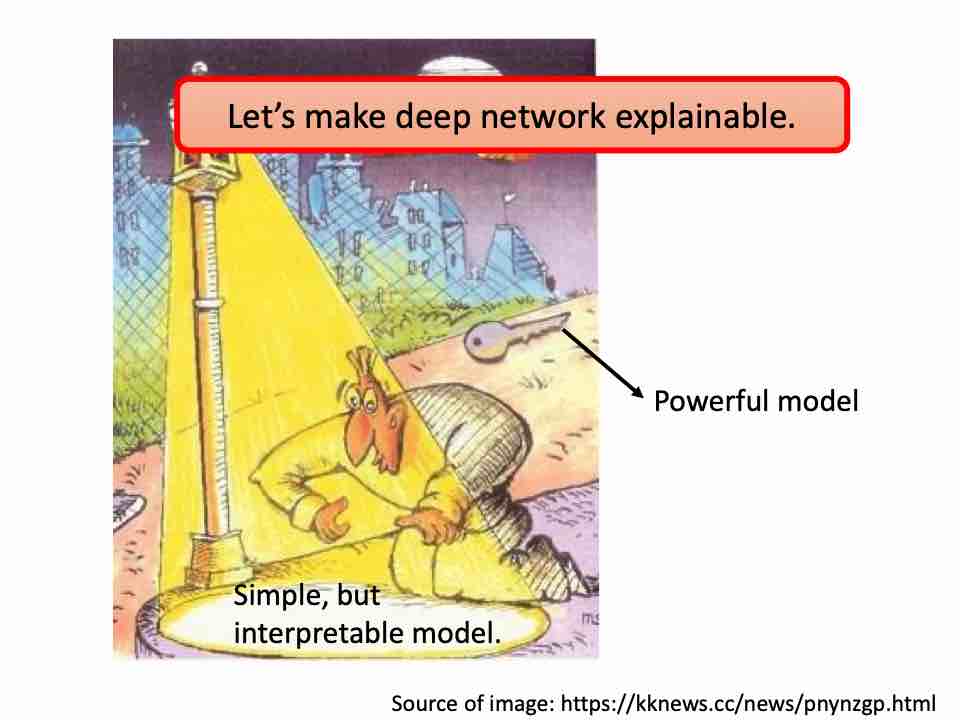 Let's make deep network explainable.
Powerful model
Simple, but
interpretable model.
Source of image: https://kknews.cc/news/pnynzgp.html